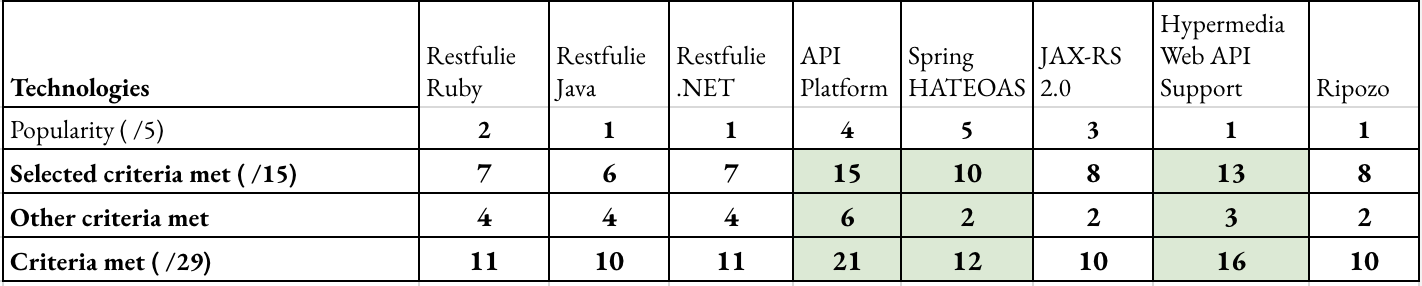 Technologies
Restfulie Ruby
Restfulie Java
Restfulie .NET
API Platform
Spring HATEOAS
JAX-RS 2.0
Hypermedia Web API Support
Ripozo
Popularity ( /5) 2 1 1 4 5 3 1 1
Selected criteria met ( /15) 7 6 7 15 10 8 13 8
Other criteria met 4 4 4 6 2 2 3 2
Criteria met ( /29) 11 10 11 21 12 10 16 10